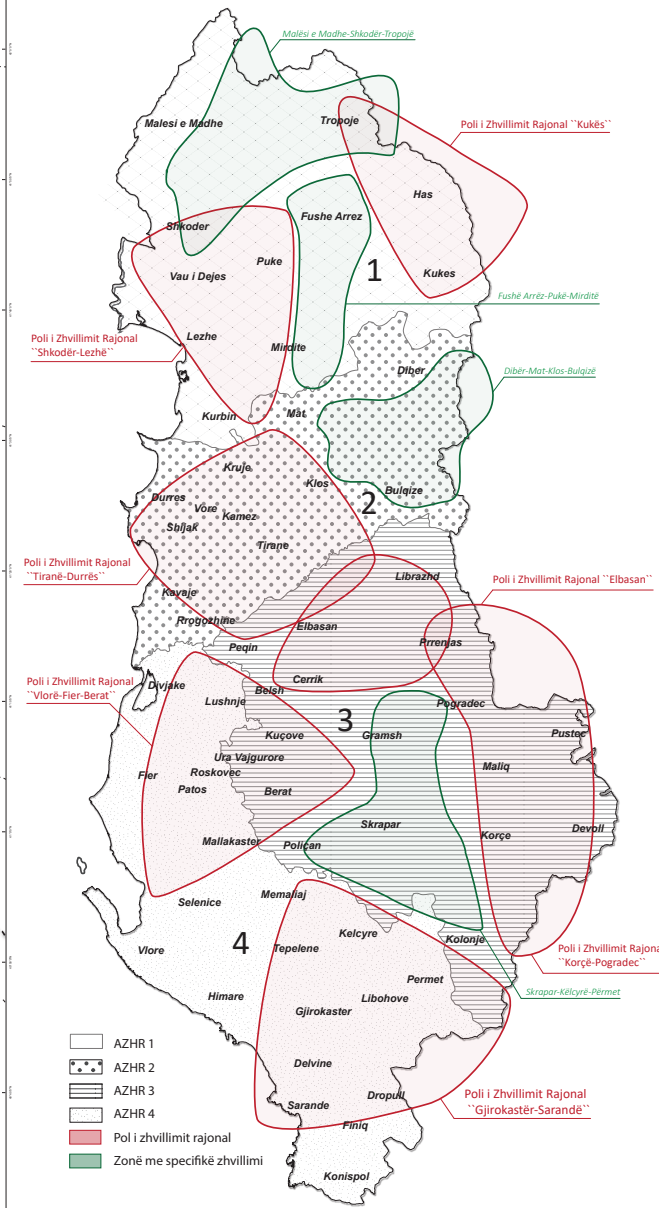 Malësi e Madhe-Shkodër-Tropojë
Malesi e Madhe
Tropoje
Poli i Zhvillimit Rajonal ``Kukës``
Has
Fushe Arrez
Shkoder
Puke
1
Vau i Dejes
Kukes
Fushë Arrëz-Pukë-Mirditë
Lezhe
Poli i Zhvillimit Rajonal
``Shkodër-Lezhë``
Mirdite
Diber
Dibër-Mat-Klos-Bulqizë
Kurbin
Mat
Kruje
Klos
Durres
Bulqize
Vore
2
Kamez
Shijak
Tirane
Poli i Zhvillimit Rajonal
``Tiranë-Durrës``
Librazhd
Poli i Zhvillimit Rajonal ``Elbasan``
Kavaje
Rrogozhine
Elbasan
Peqin
Prrenjas
Cerrik
Poli i Zhvillimit Rajonal
``Vlorë-Fier-Berat``
Divjake
Belsh
Lushnje
Pogradec
3
Kuçove
Gramsh
Pustec
Ura Vajgurore
Maliq
Roskovec
Fier
Patos
Berat
Skrapar
Devoll
Mallakaster
Korçe
Poliçan
Memaliaj
Selenice
Kelcyre
4
Kolonje
Vlore
Tepelene
Poli i Zhvillimit Rajona
``Korçë-Pogradec``
Permet
Skrapar-Këlcyrë-Përmet
Himare
Libohove
Gjirokaster
AZHR 1
AZHR 2
Delvine
AZHR 3
Dropull
Poli i Zhvillimit Rajonal
``Gjirokastër-Sarandë``
Sarande
AZHR 4
Finiq
Pol i zhvillimit rajonal
Zonë me specifikë zhvillimi
Konispol